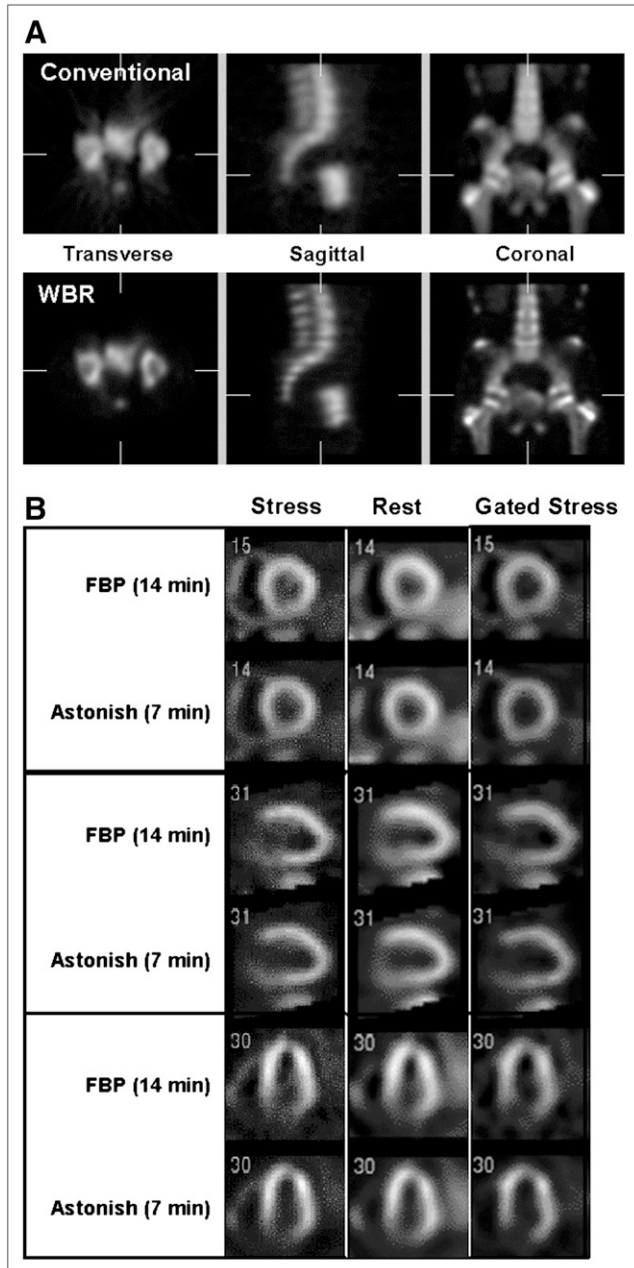 A
Conventional
Transverse Sagittal Coronal
WBR
B
Stress Rest Gated Stress
FBP (14 min) 15 14 15
Astonish (7 min) 14 14 14
FBP (14 min) 31 31 31
Astonish (7 min) 31 31 31
FBP (14 min) 30 30 30
Astonish (7 min) 30 30 30